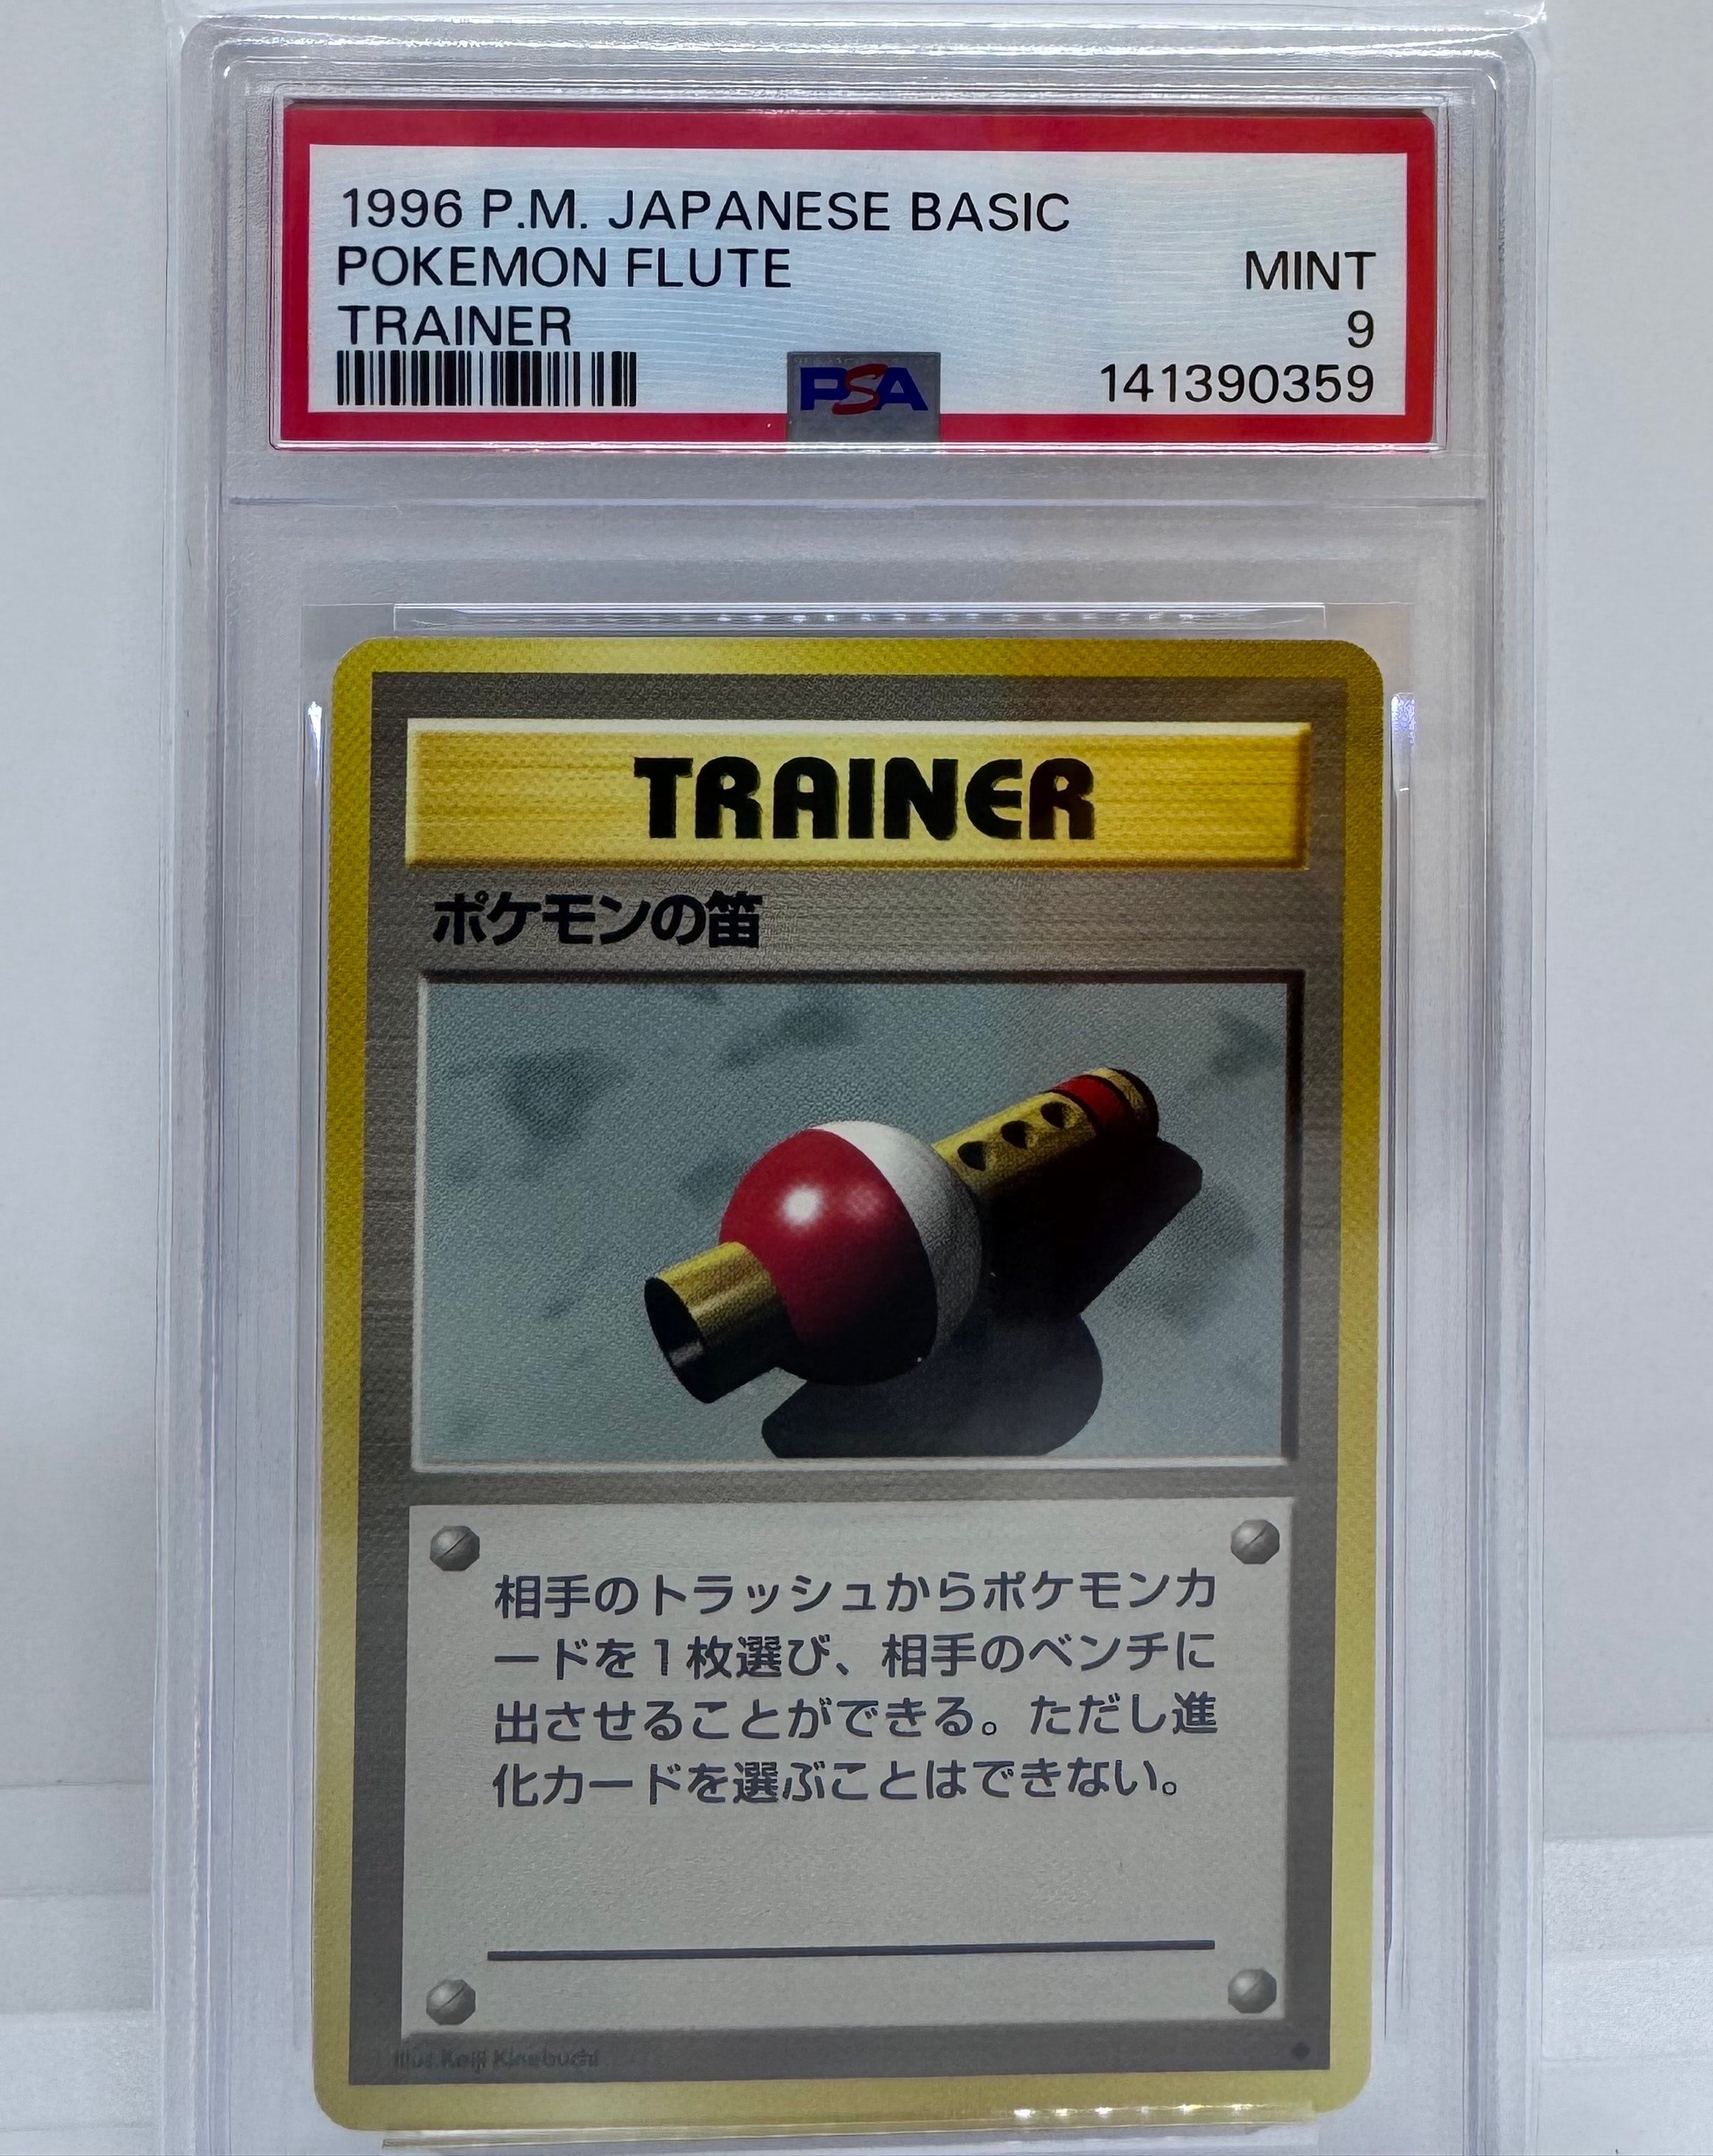 1996 P.M. JAPANESE BASIC
POKEMON FLUTE
MINT
TRAINER
9
PSA
141390359
TRAINER
ポケモンの笛
相手のトラッシュからポケモンカ
ードを1枚選び、相手のベンチに
出させることができる。ただし進
化カードを選ぶことはできない。
Illus. Keiji Kinebuchi